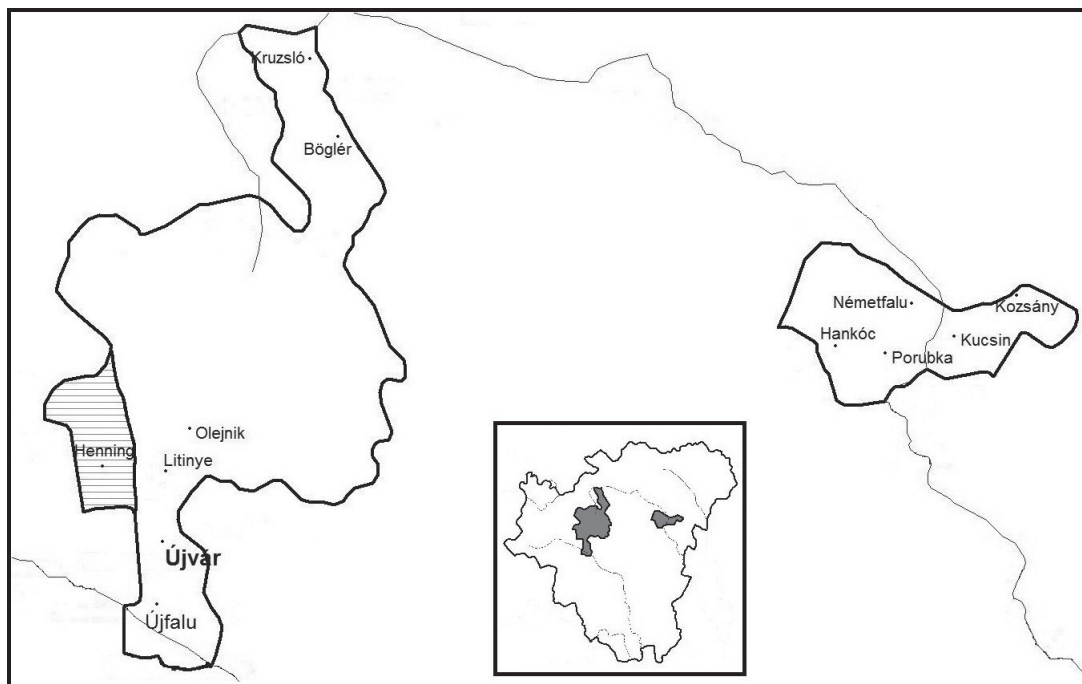 Kruzsló
Böglér
Németfalu
Kozsány
Hankóc
Kucsin
Porubka
Olejnik
Henning
Litinye
Újvár
Újfalu